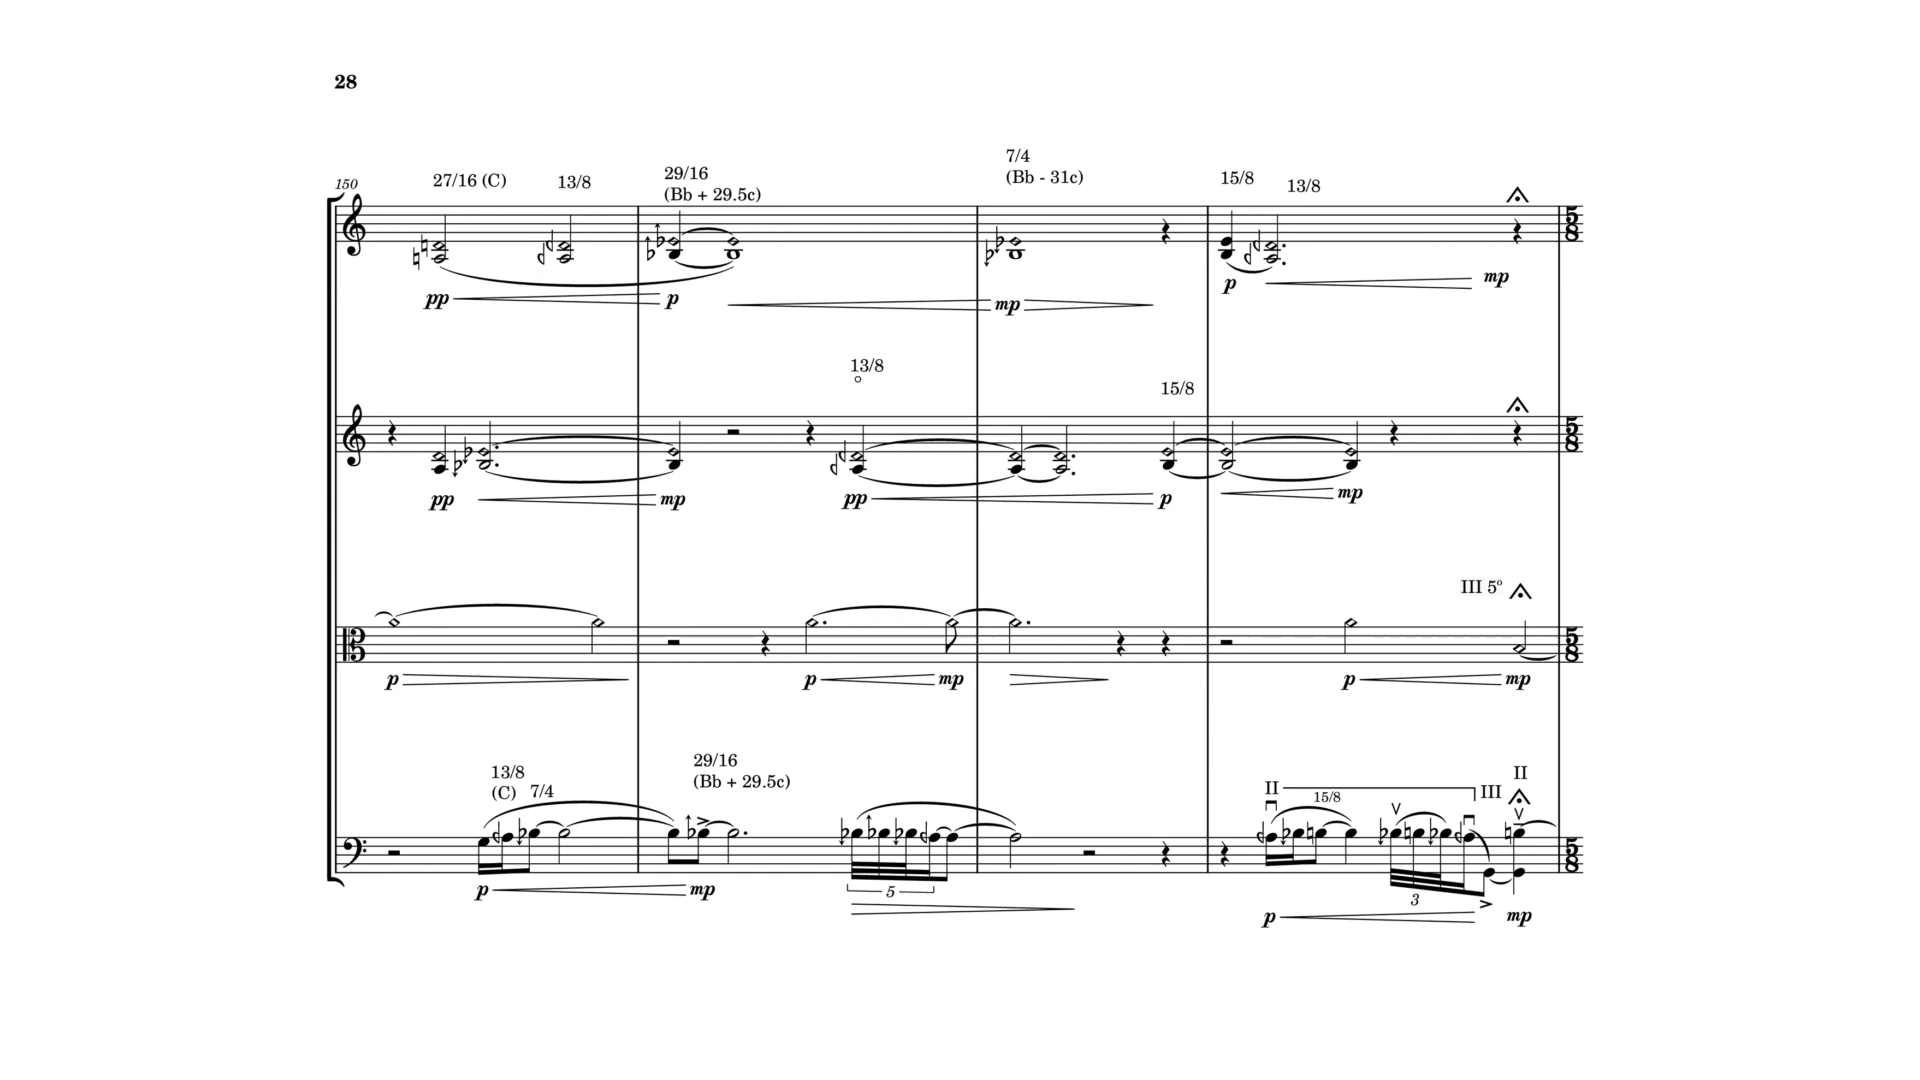 28
150
27/16 (C)
13/8
29/16
(Bb + 29.5c)
7/4
(Bb - 31c)
15/8
13/8
5
8
pp
p
mp
p
mp
13/8
15/8
5
8
pp
mp
pp
p
mp
III 5º
5
8
p
p
mp
p
mp
13/8
(C)
7/4
29/16
(Bb + 29.5c)
II
15/8
III
II
5
8
p
mp
5
3
p
mp